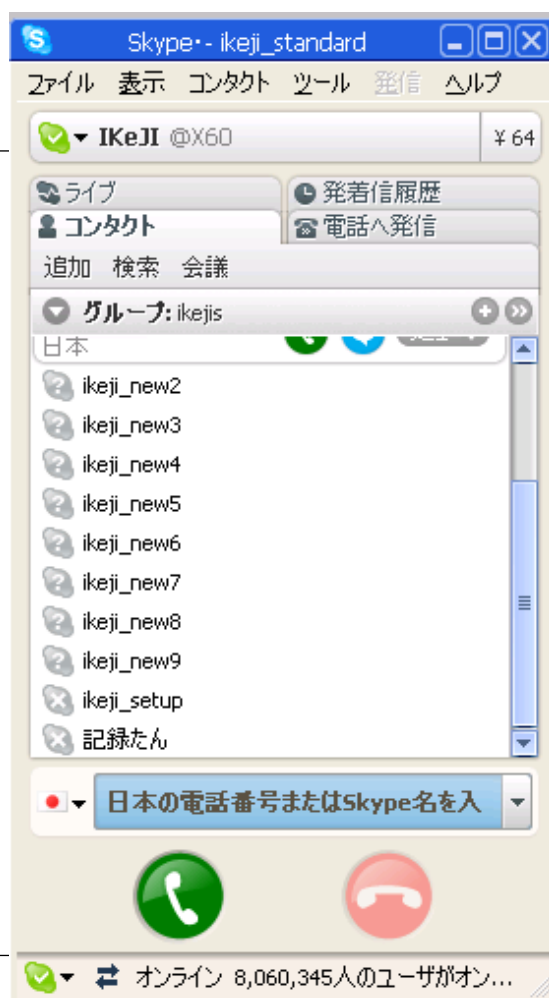 Skype・- ikeji_standard
ファイル 表示 コンタクト ツール 発信 ヘルプ
IKeJI @X60 ¥ 64
ライブ 発着信履歴
コンタクト 電話へ発信
追加 検索 会議
グループ: ikejis
日本
ikeji_new2
ikeji_new3
ikeji_new4
ikeji_new5
ikeji_new6
ikeji_new7
ikeji_new8
ikeji_new9
ikeji_setup
記録たん
日本の電話番号またはSkype名を入
オンライン 8,060,345人のユーザがオン...